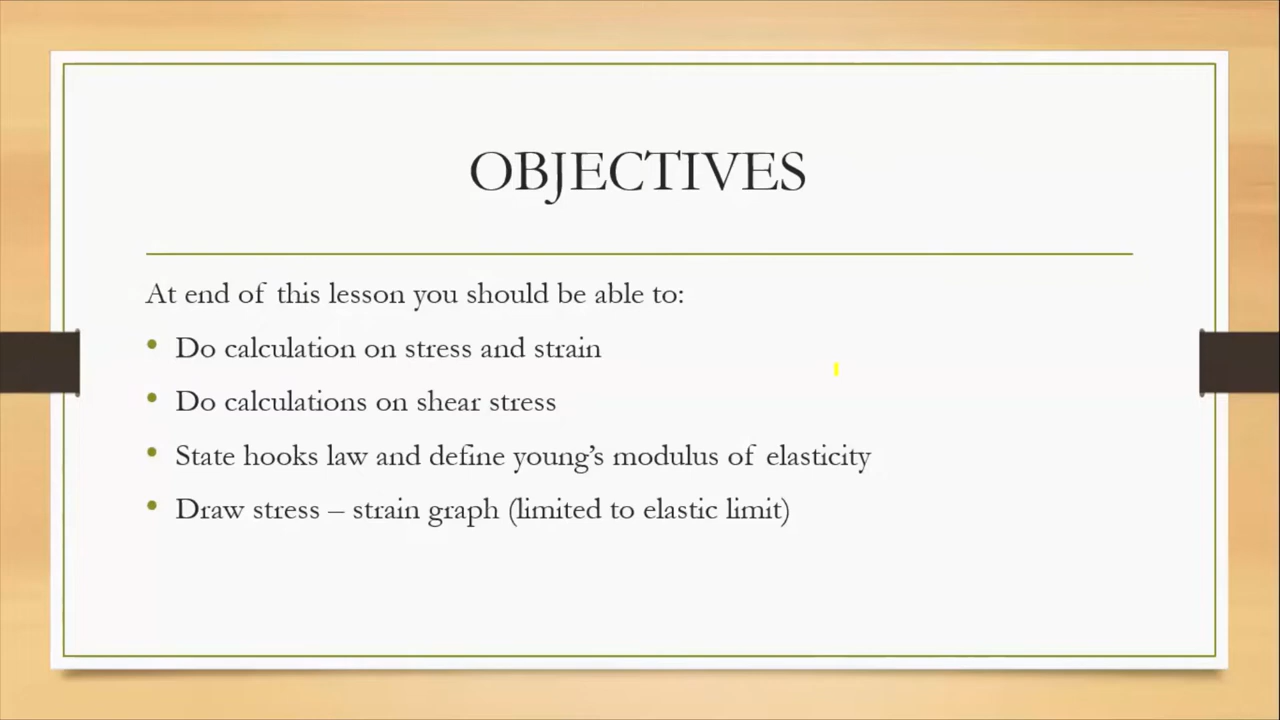 OBJECTIVES
At end of this lesson you should be able to:
• Do calculation on stress and strain
• Do calculations on shear stress
• State hooks law and define young’s modulus of elasticity
• Draw stress – strain graph (limited to elastic limit)